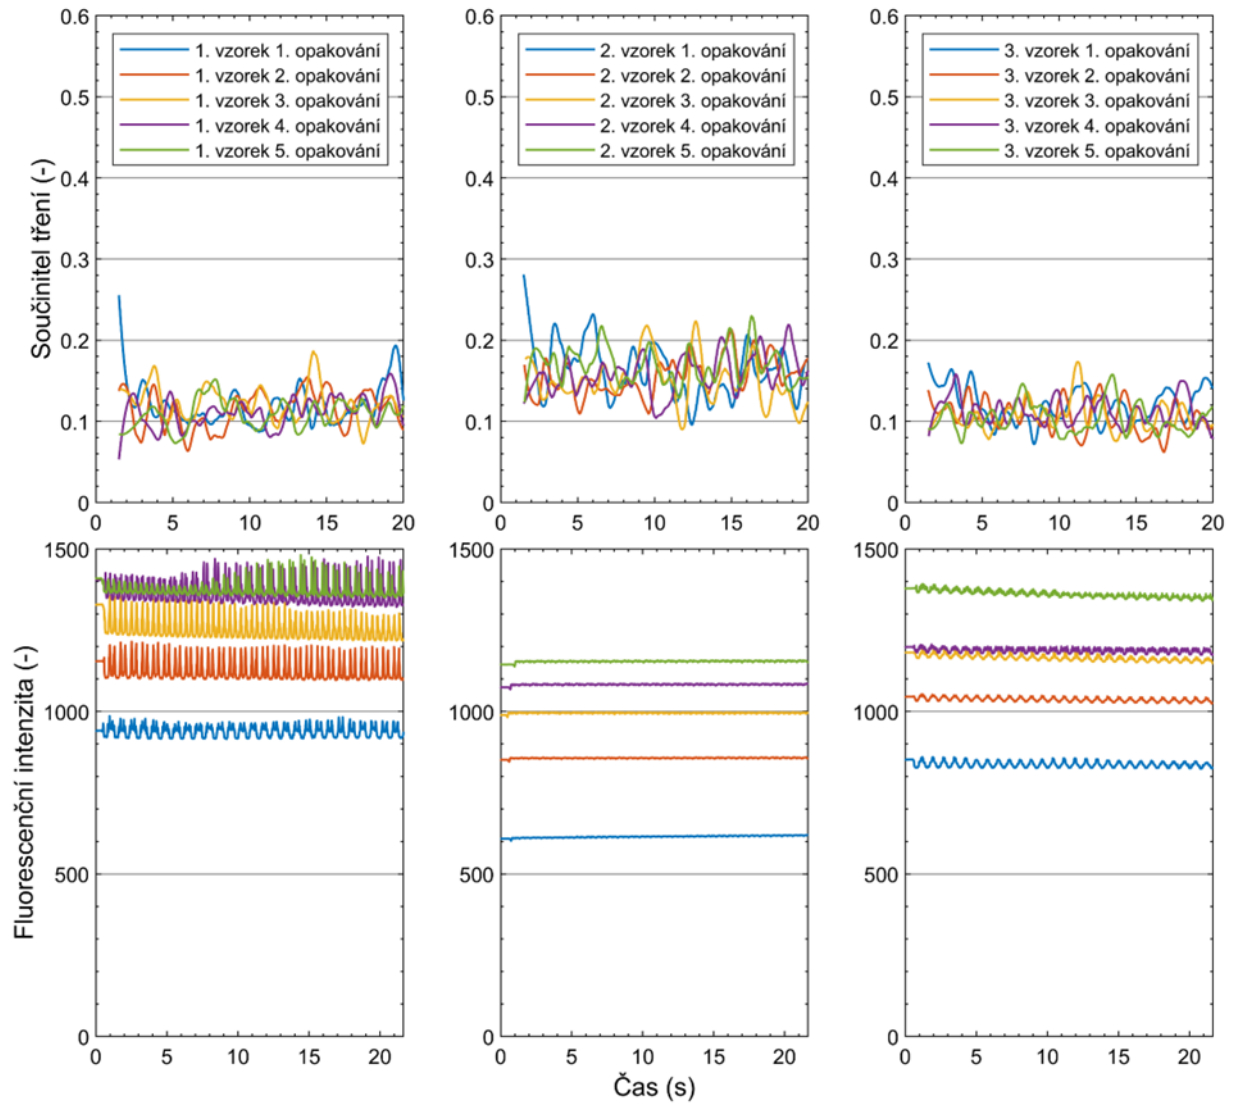 0.6
0.5
0.4
0.3
0.2
0.1
0
0 5 10 15 20
1. vzorek 1. opakování
1. vzorek 2. opakování
1. vzorek 3. opakování
1. vzorek 4. opakování
1. vzorek 5. opakování
Součinitel tření (-)
0.6
0.5
0.4
0.3
0.2
0.1
0
0 5 10 15 20
2. vzorek 1. opakování
2. vzorek 2. opakování
2. vzorek 3. opakování
2. vzorek 4. opakování
2. vzorek 5. opakování
0.6
0.5
0.4
0.3
0.2
0.1
0
0 5 10 15 20
3. vzorek 1. opakování
3. vzorek 2. opakování
3. vzorek 3. opakování
3. vzorek 4. opakování
3. vzorek 5. opakování
1500
1000
500
0
0 5 10 15 20
Fluorescenční intenzita (-)
1500
1000
500
0
0 5 10 15 20
Čas (s)
1500
1000
500
0
0 5 10 15 20